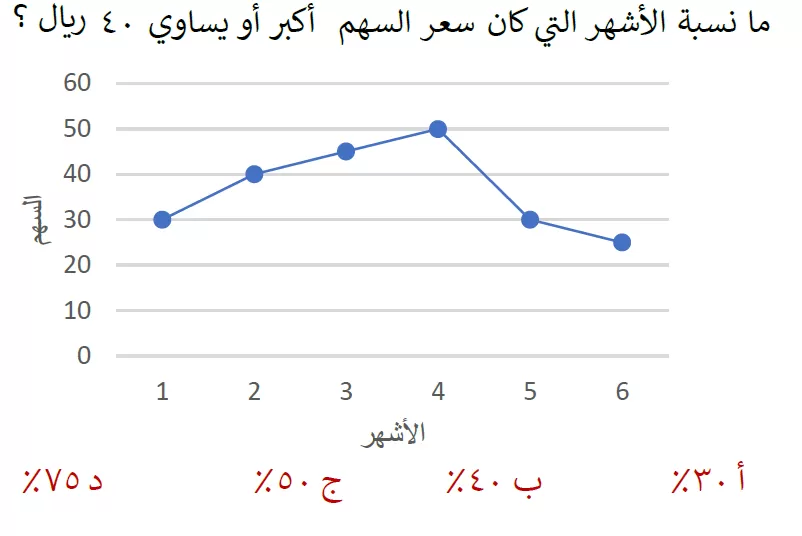 ما نسبة الأشهر التي كان سعر السهم أكبر أو يساوي ٤٠ ريال ؟
60
50
40
30
20
10
0
السهم
1 2 3 4 5 6
الأشهر
أ ٣٠٪ ب ٤٠٪ ج ٥٠٪ د ٧٥٪